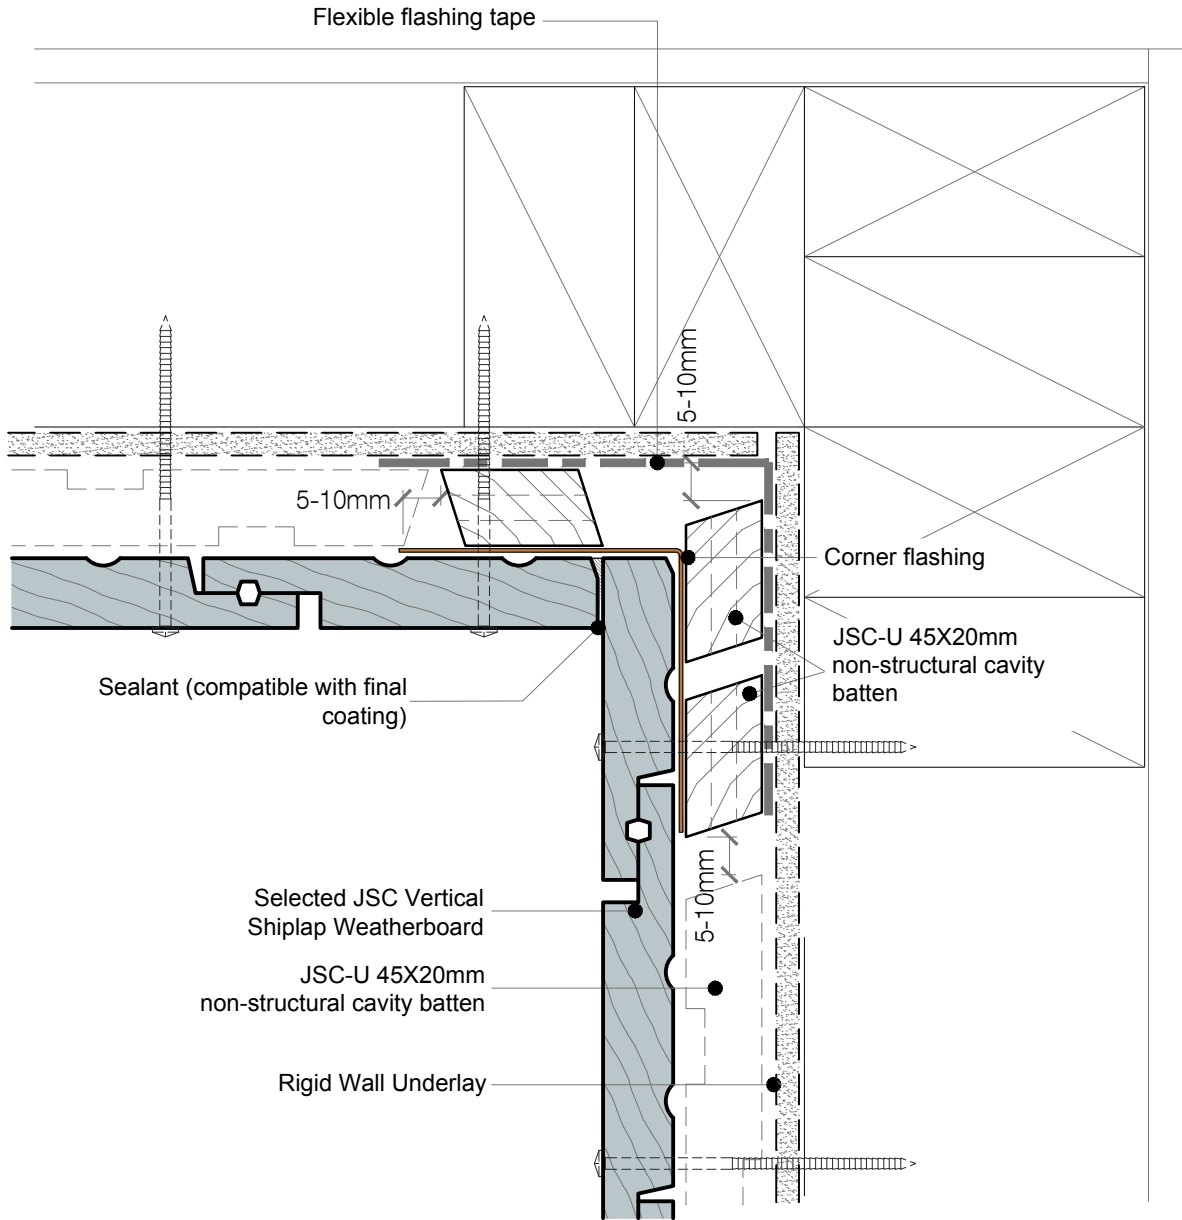 Flexible flashing tape
5-10mm
5-10mm
Corner flashing
JSC-U 45X20mm
non-structural cavity
batten
Sealant (compatible with final
coating)
5-10mm
Selected JSC Vertical
Shiplap Weatherboard
JSC-U 45X20mm
non-structural cavity batten
Rigid Wall Underlay